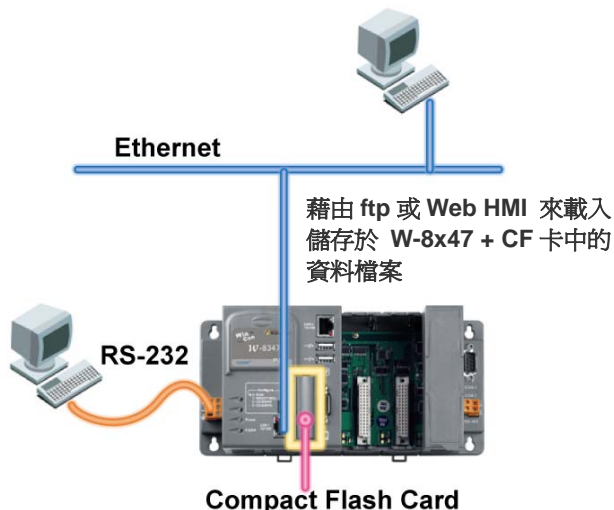 Ethernet
藉由 ftp 或 Web HMI 來載入
儲存於 W-8x47 + CF 卡中的
資料檔案
RS-232
Compact Flash Card